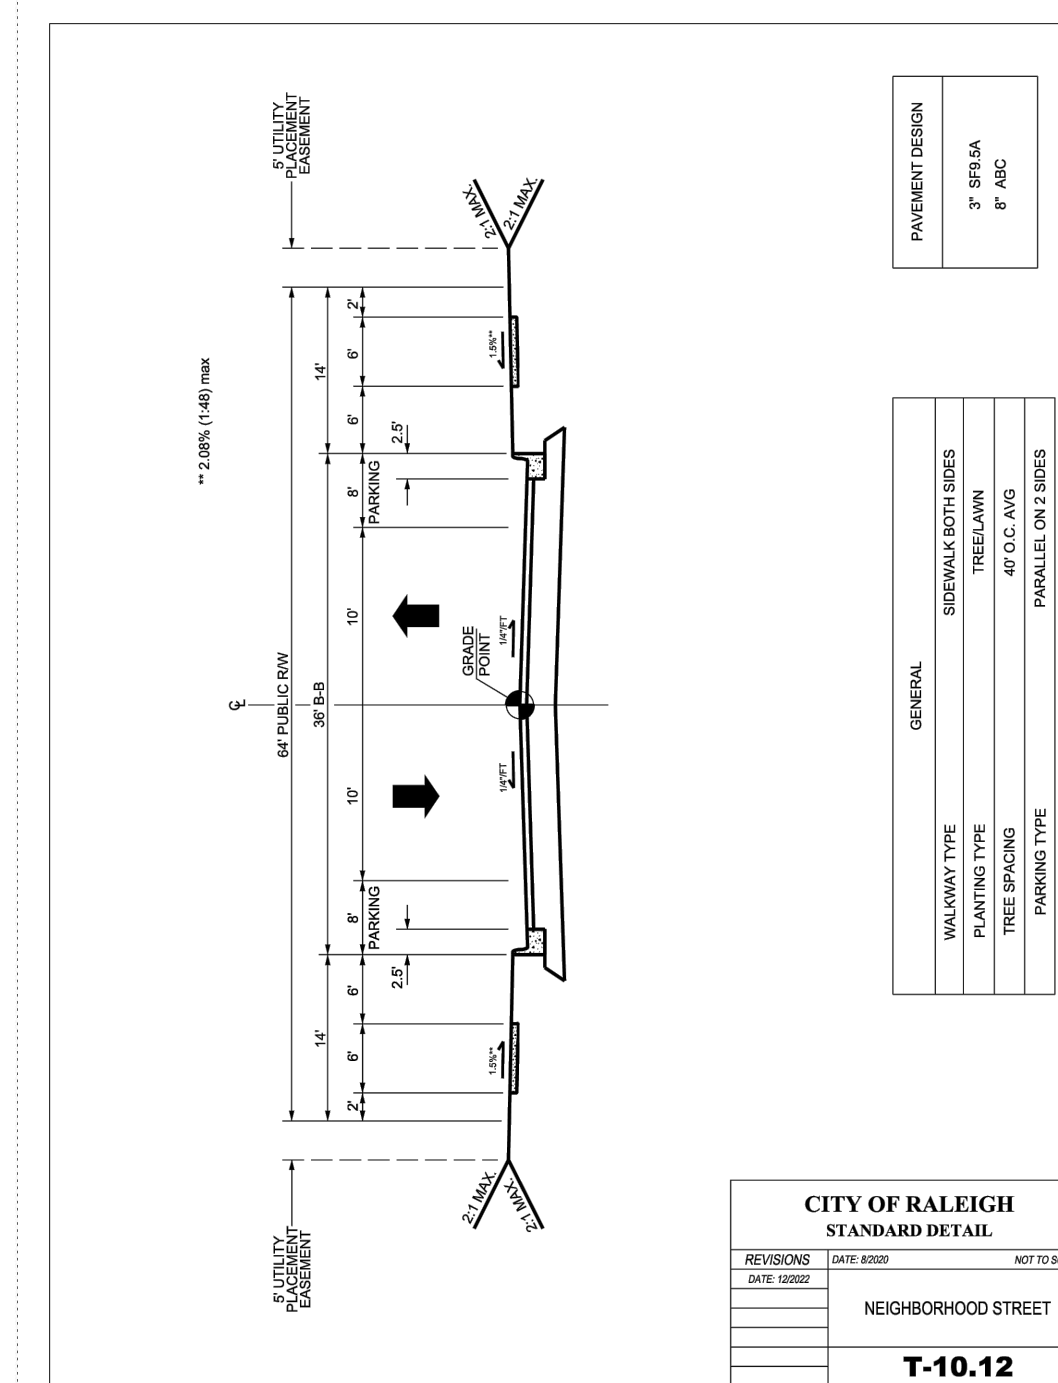 5' UTILITY
PLACEMENT
EASEMENT
2:1 MAX.
2:1 MAX.
** 2.08% (1:48) max
2'
6'
14'
6'
1.5%**
2.5'
8'
PARKING
10'
1/4"/FT
GRADE
POINT
CL
64' PUBLIC R/W
36' B-B
10'
1/4"/FT
8'
PARKING
2.5'
6'
14'
6'
1.5%**
2'
2:1 MAX.
2:1 MAX.
5' UTILITY
PLACEMENT
EASEMENT
PAVEMENT DESIGN
3" SF9.5A
8" ABC
GENERAL
WALKWAY TYPE SIDEWALK BOTH SIDES
PLANTING TYPE TREE/LAWN
TREE SPACING 40' O.C. AVG
PARKING TYPE PARALLEL ON 2 SIDES
CITY OF RALEIGH
STANDARD DETAIL
REVISIONS DATE: 8/2020 NOT TO
DATE: 12/2022
NEIGHBORHOOD STREET
T-10.12